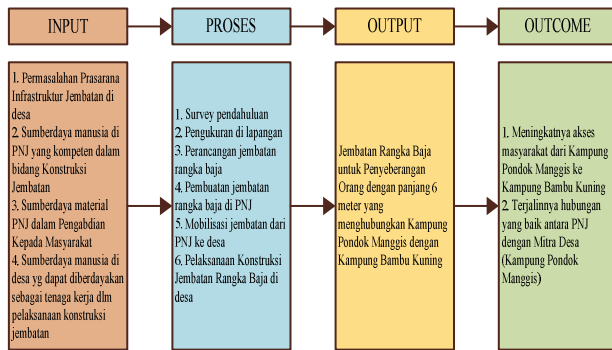 INPUT
PROSES
OUTPUT
OUTCOME
1. Permasalahan Prasarana
Infrastruktur Jembatan di
desa
2. Sumberdaya manusia di
PNJ yang kompeten dalam
bidang Konstruksi
Jembatan
3. Sumberdaya material
PNJ dalam Pengabdian
Kepada Masyarakat
4. Sumberdaya manusia di
desa yg dapat diberdayakan
sebagai tenaga kerja dlm
pelaksanaan konstruksi
jembatan
1. Survey pendahuluan
2. Pengukuran di lapangan
3. Perancangan jembatan
rangka baja
4. Pembuatan jembatan
rangka baja di PNJ
5. Mobilisasi jembatan dari
PNJ ke desa
6. Pelaksanaan Konstruksi
Jembatan Rangka Baja di
desa
Jembatan Rangka Baja
untuk Penyeberangan
Orang dengan panjang 6
meter yang
menghubungkan Kampung
Pondok Manggis dengan
Kampung Bambu Kuning
1. Meningkatnya akses
masyarakat dari Kampung
Pondok Manggis ke
Kampung Bambu Kuning
2. Terjalinnya hubungan
yang baik antara PNJ
dengan Mitra Desa
(Kampung Pondok
Manggis)